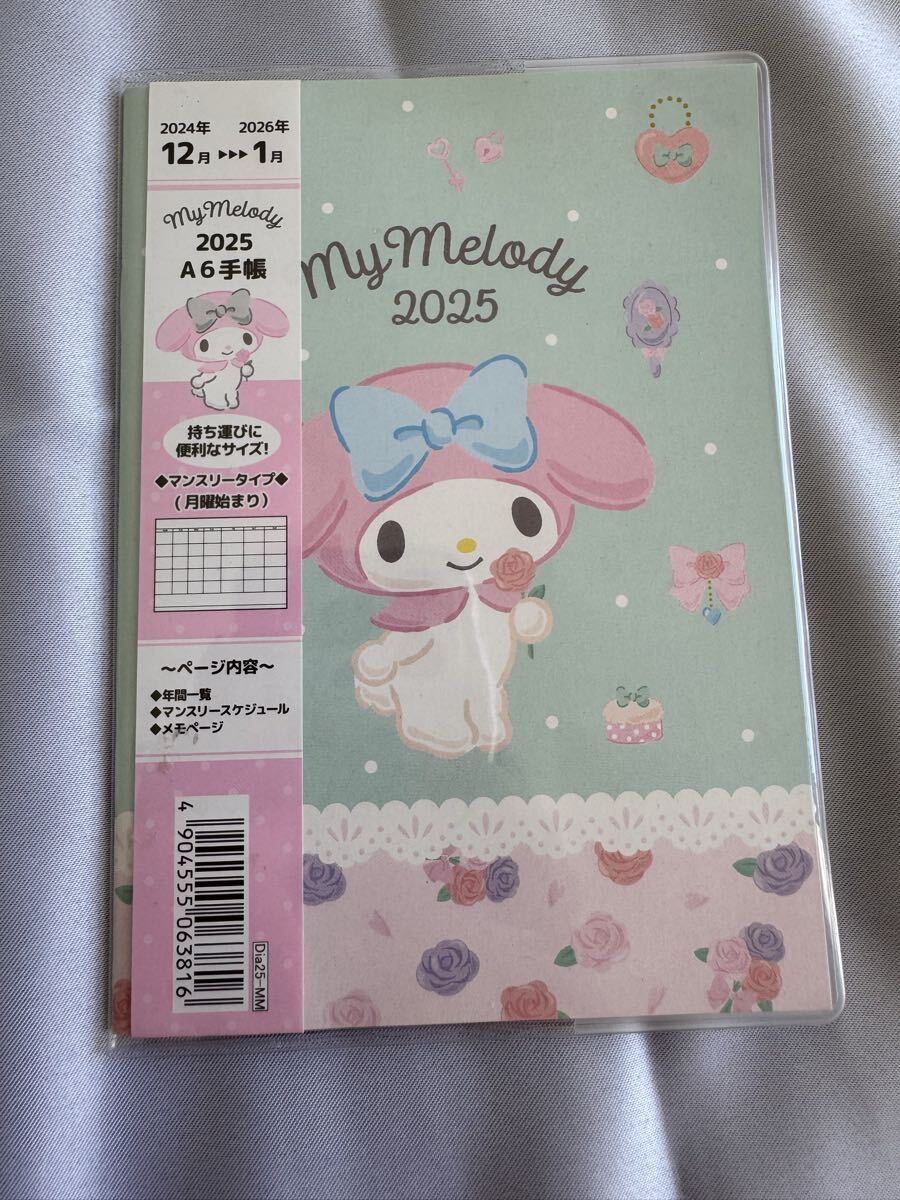 2024年 2026年
12月 ▶▶▶ 1月
My Melody
2025
A6手帳
持ち運びに
便利なサイズ!
◆マンスリータイプ◆
(月曜始まり)
〜ページ内容〜
◆年間一覧
◆マンスリースケジュール
◆メモページ
4 904555 063816
Dia25-MM
My Melody
2025